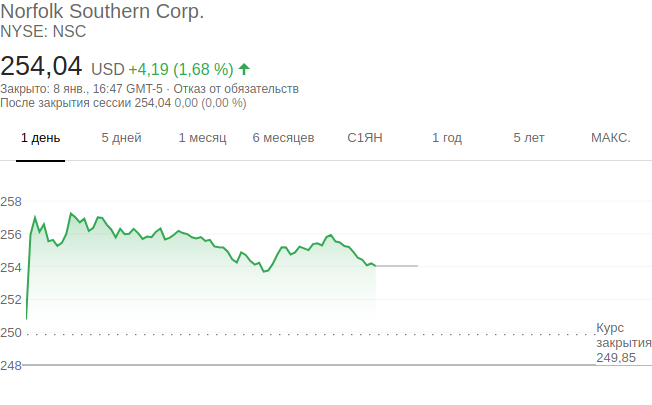 Norfolk Southern Corp.
NYSE: NSC
254,04 USD +4,19 (1,68 %)
Закрыто: 8 янв., 16:47 GMT-5 · Отказ от обязательств
После закрытия сессии 254,04 0,00 (0,00 %)
1 день 5 дней 1 месяц 6 месяцев С1ЯН 1 год 5 лет МАКС.
258
256
254
252
250
Курс
закрытия
249,85
248